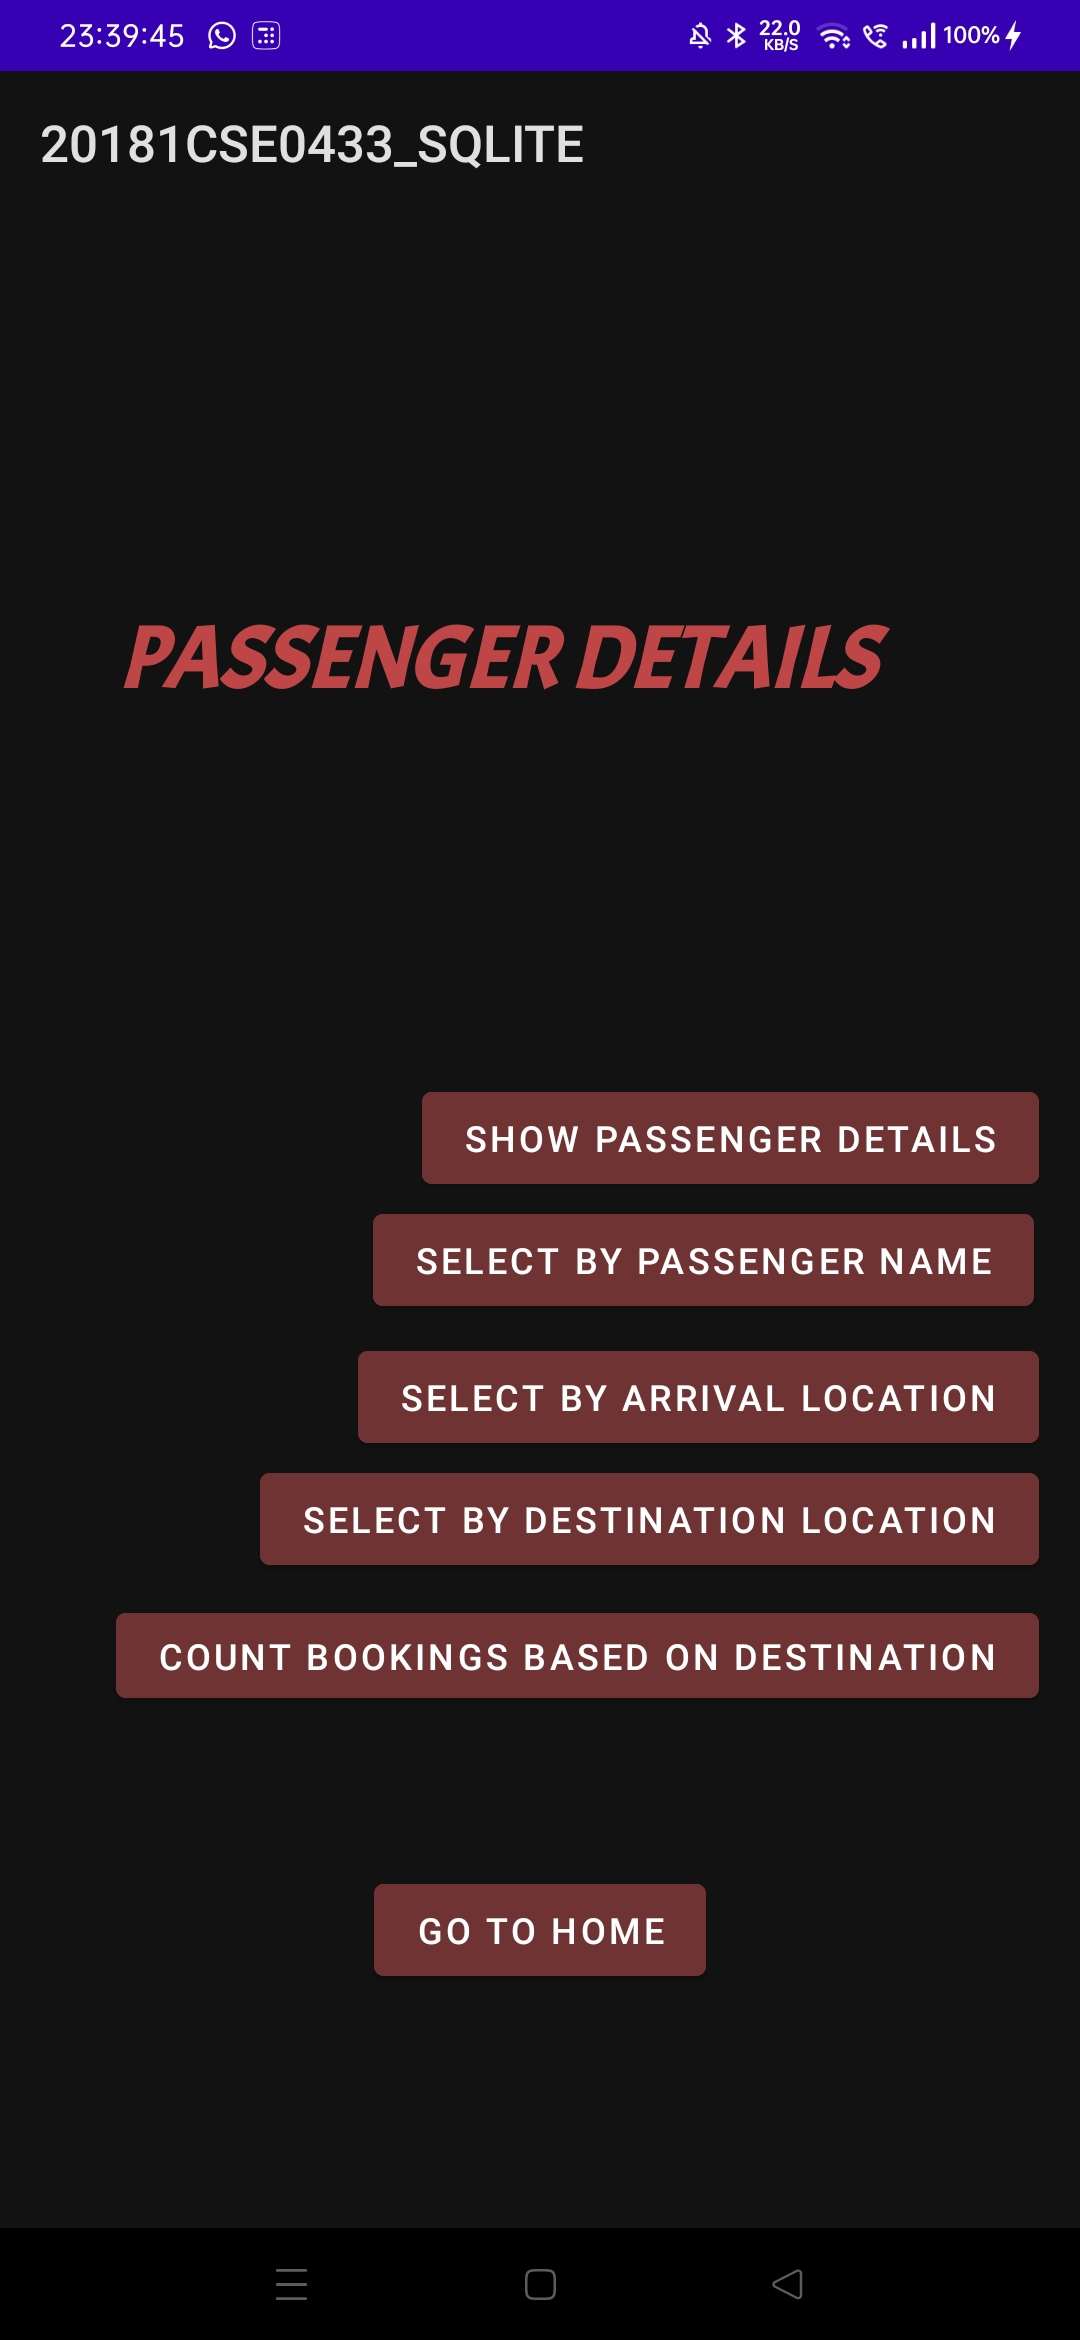 23:39:45 22.0 KB/S 100%
20181CSE0433_SQLITE
PASSENGER DETAILS
SHOW PASSENGER DETAILS
SELECT BY PASSENGER NAME
SELECT BY ARRIVAL LOCATION
SELECT BY DESTINATION LOCATION
COUNT BOOKINGS BASED ON DESTINATION
GO TO HOME